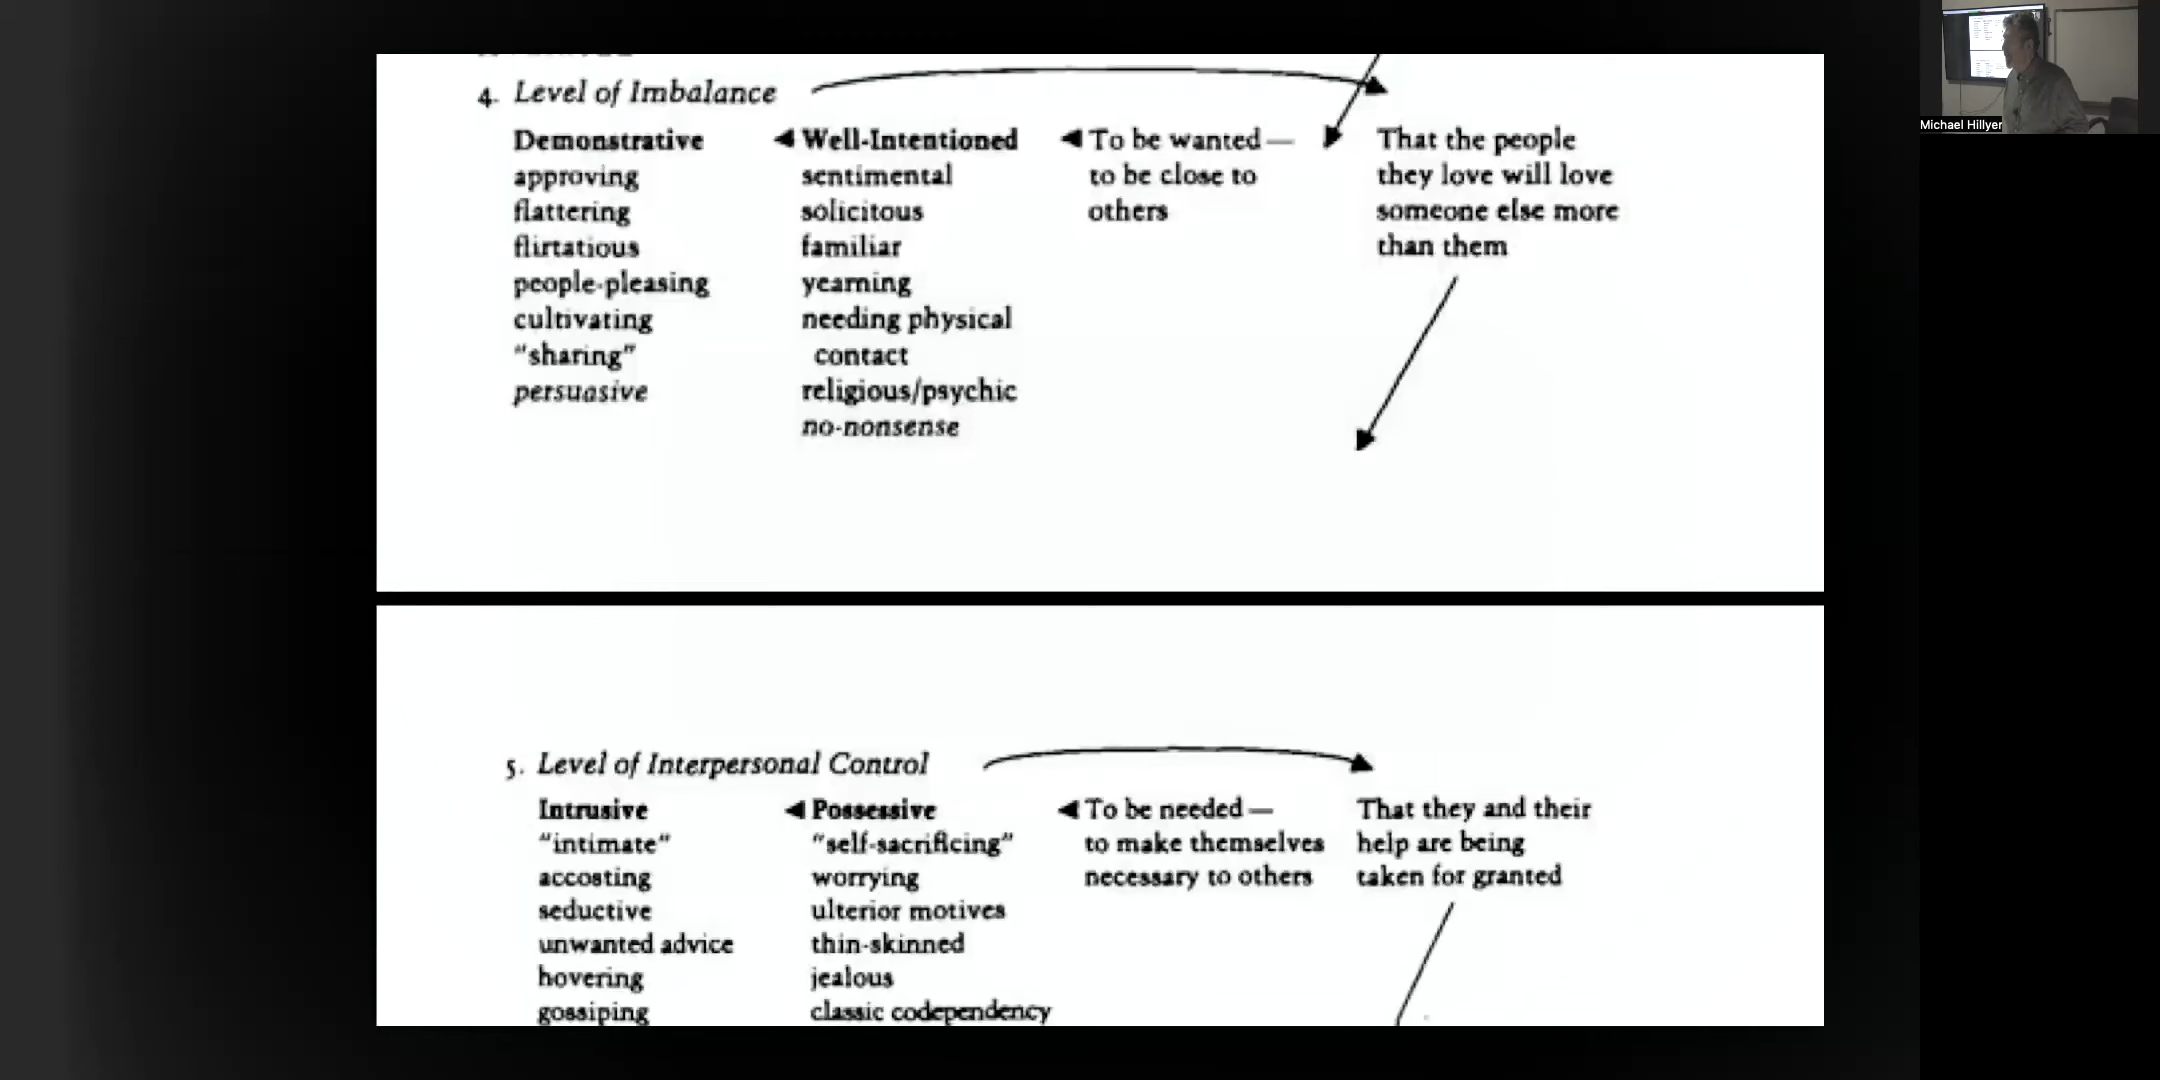 4. Level of Imbalance
Demonstrative
approving
flattering
flirtatious
people-pleasing
cultivating
"sharing"
persuasive
Well-Intentioned
sentimental
solicitous
familiar
yearning
needing physical
contact
religious/psychic
no-nonsense
To be wanted—
to be close to
others
That the people
they love will love
someone else more
than them
5. Level of Interpersonal Control
Intrusive
"intimate"
accosting
seductive
unwanted advice
hovering
gossiping
Possessive
"self-sacrificing"
worrying
ulterior motives
thin-skinned
jealous
classic codependency
To be needed—
to make themselves
necessary to others
That they and their
help are being
taken for granted
Michael Hillyer